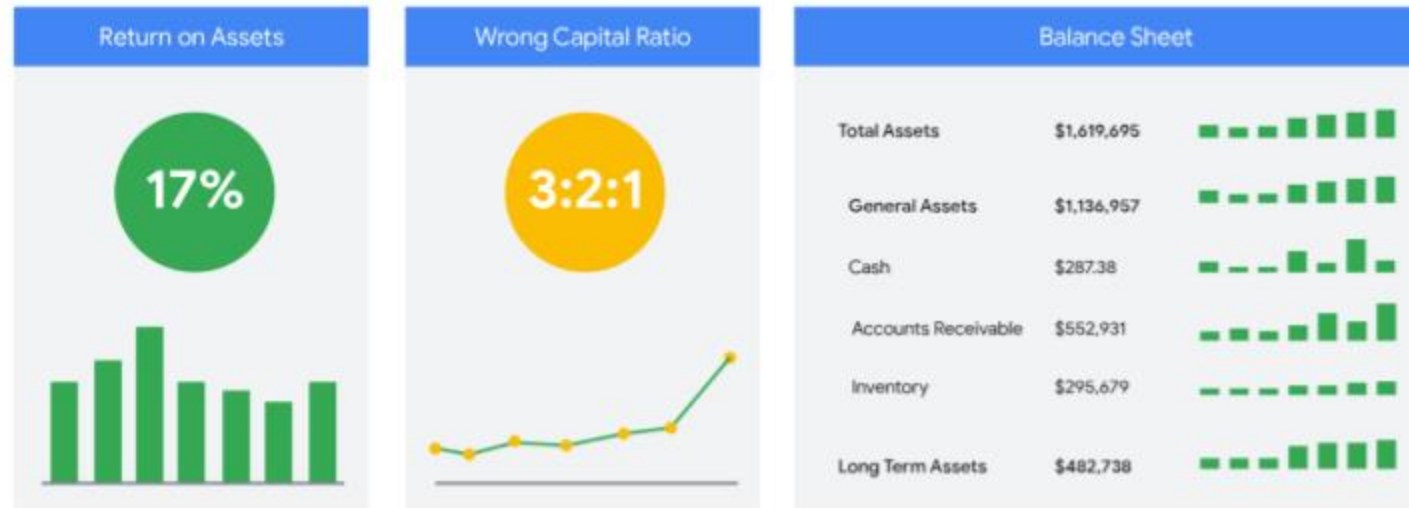 Return on Assets
17%
Wrong Capital Ratio
3:2:1
Balance Sheet
Total Assets $1,619,695
General Assets $1,136,957
Cash $287.38
Accounts Receivable $552,931
Inventory $295,679
Long Term Assets $482,738